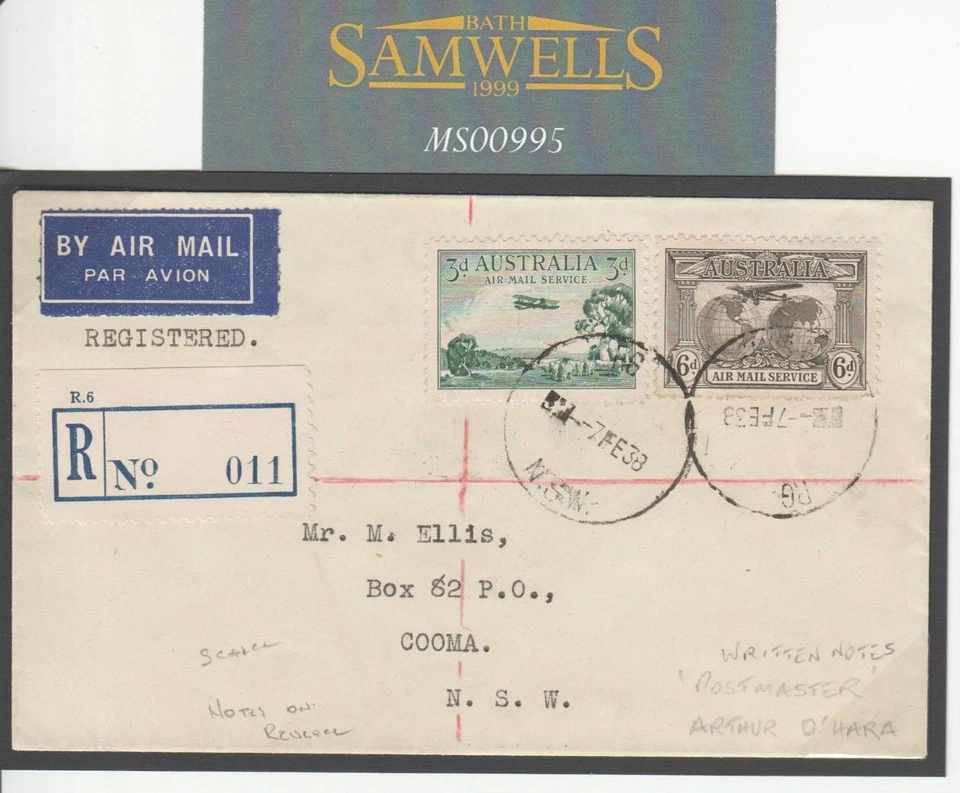 BATH
SAMWELLS
1999
MS00995
BY AIR MAIL
PAR AVION
REGISTERED.
3d AUSTRALIA 3d
AIR MAIL SERVICE.
AUSTRALIA
6d AIR MAIL SERVICE 6d
R.6
R No 011
-7FE38
N.S.W.
-7FE38
RG
Mr. M. Ellis,
Box 82 P.O.,
COOMA.
N. S. W.
SCARCE
NOTES ON
REVERSE
WRITTEN NOTES
'POSTMASTER'
ARTHUR O'HARA